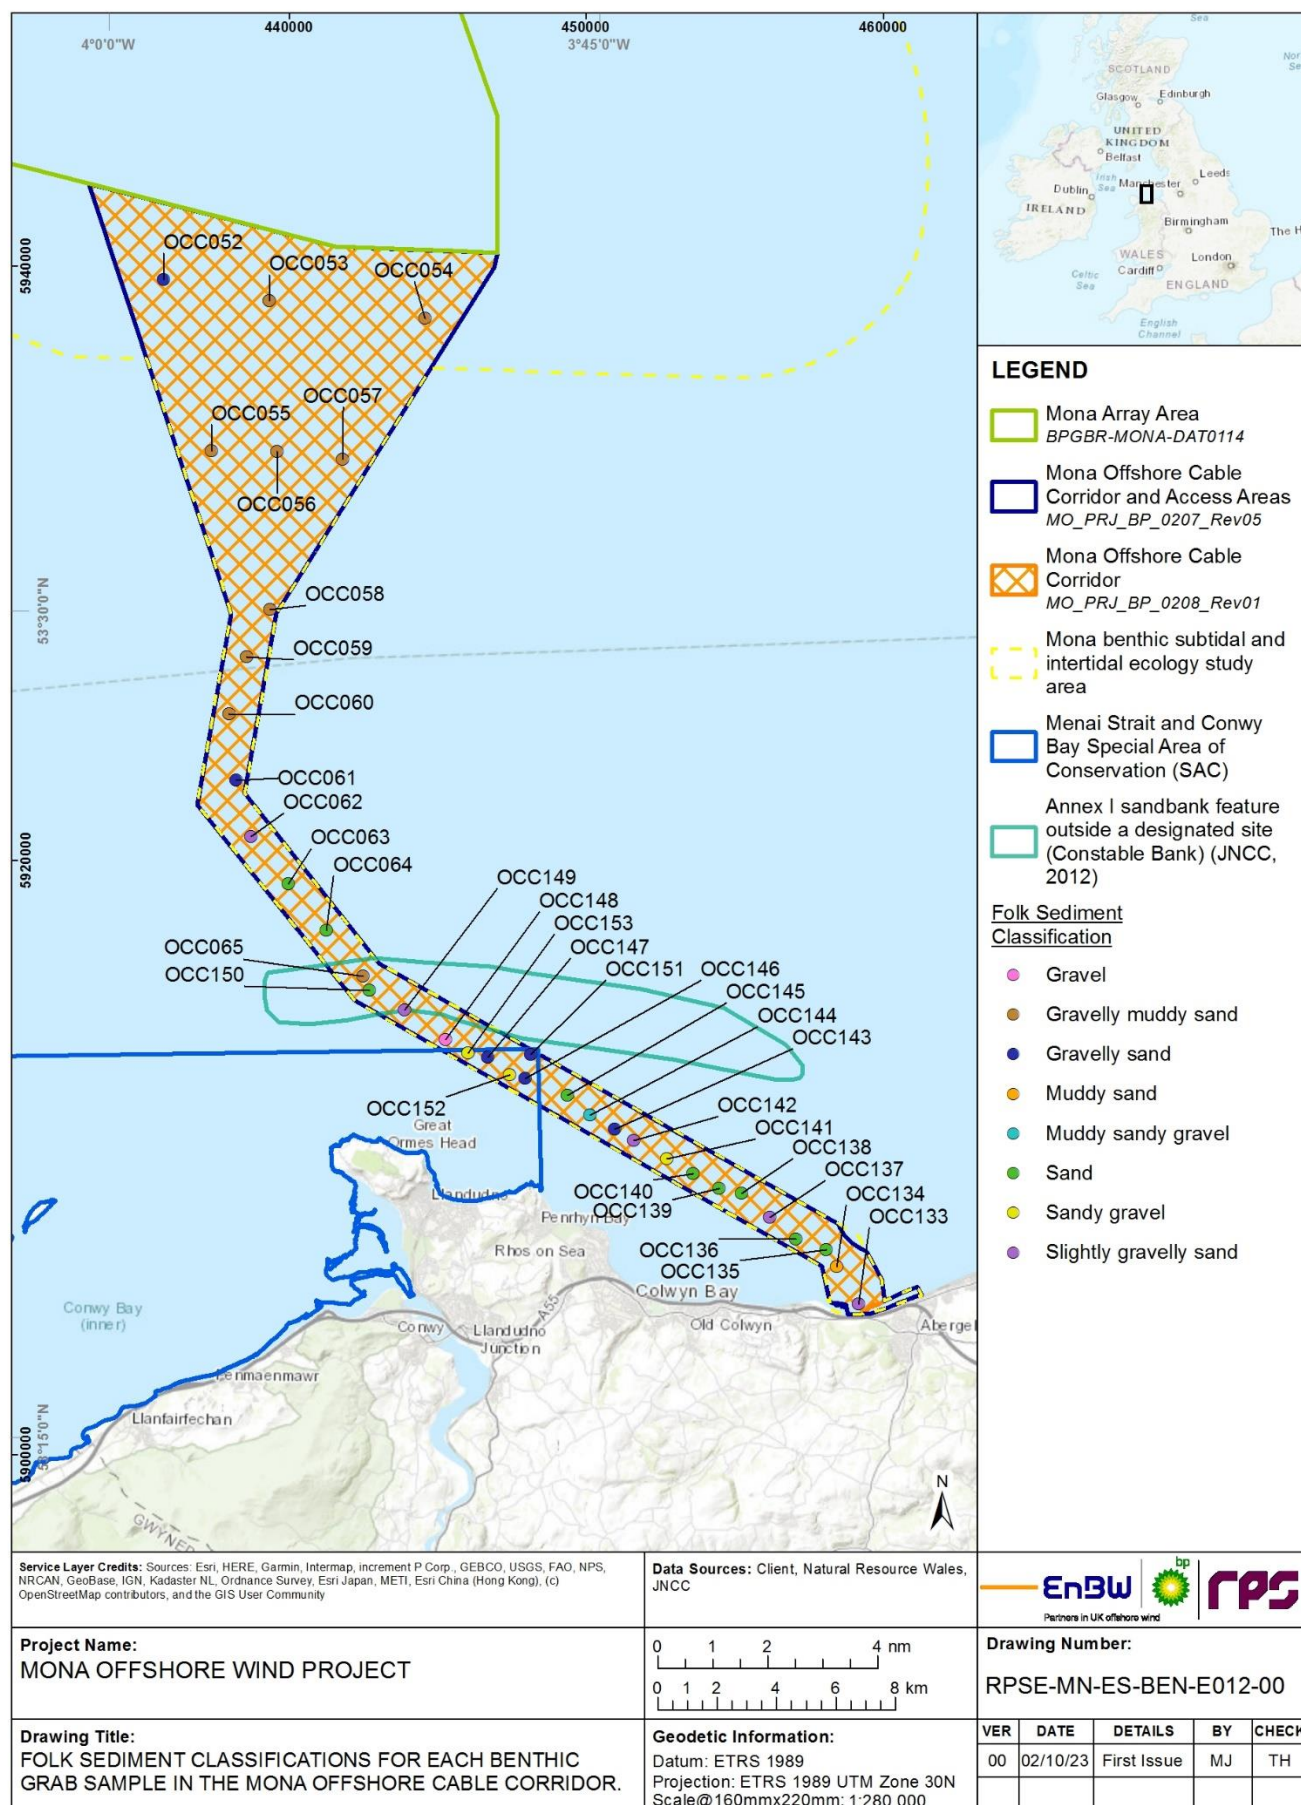 440000
450000
460000
4°0'0"W
3°45'0"W
5940000
53°30'0"N
5920000
5900000
53°15'0"N
OCC052
OCC053
OCC054
OCC057
OCC055
OCC056
OCC058
OCC059
OCC060
OCC061
OCC062
OCC063
OCC064
OCC149
OCC148
OCC153
OCC147
OCC151
OCC146
OCC145
OCC144
OCC143
OCC065
OCC150
OCC152
OCC142
OCC141
OCC138
OCC137
OCC134
OCC133
OCC140
OCC139
OCC136
OCC135
Great
Ormes Head
Llandudno
Penrhyn Bay
Rhos on Sea
Colwyn Bay
Conwy Bay
(inner)
Conwy
Llandudno
Junction
A55
Old Colwyn
Abergel
Penmaenmawr
Llanfairfechan
GWYNED
N
Sea
SCOTLAND
Nor
Se
Glasgow
Edinburgh
UNITED
KINGDOM
Belfast
Irish
Sea
Leeds
Manchester
Dublin
IRELAND
Birmingham
The H
WALES
London
Cardiff
Celtic
Sea
ENGLAND
English
Channel
LEGEND
Mona Array Area
BPGBR-MONA-DAT0114
Mona Offshore Cable
Corridor and Access Areas
MO_PRJ_BP_0207_Rev05
Mona Offshore Cable
Corridor
MO_PRJ_BP_0208_Rev01
Mona benthic subtidal and
intertidal ecology study
area
Menai Strait and Conwy
Bay Special Area of
Conservation (SAC)
Annex I sandbank feature
outside a designated site
(Constable Bank) (JNCC,
2012)
Folk Sediment
Classification
Gravel
Gravelly muddy sand
Gravelly sand
Muddy sand
Muddy sandy gravel
Sand
Sandy gravel
Slightly gravelly sand
Service Layer Credits: Sources: Esri, HERE, Garmin, Intermap, increment P Corp., GEBCO, USGS, FAO, NPS,
NRCAN, GeoBase, IGN, Kadaster NL, Ordnance Survey, Esri Japan, METI, Esri China (Hong Kong), (c)
OpenStreetMap contributors, and the GIS User Community
Data Sources: Client, Natural Resource Wales,
JNCC
EnBW
bp
rps
Partners in UK offshore wind
Project Name:
MONA OFFSHORE WIND PROJECT
0 1 2 4 nm
0 1 2 4 6 8 km
Drawing Number:
RPSE-MN-ES-BEN-E012-00
Drawing Title:
FOLK SEDIMENT CLASSIFICATIONS FOR EACH BENTHIC
GRAB SAMPLE IN THE MONA OFFSHORE CABLE CORRIDOR.
Geodetic Information:
Datum: ETRS 1989
Projection: ETRS 1989 UTM Zone 30N
Scale@160mmx220mm: 1:280 000
VER DATE DETAILS BY CHECK
00 02/10/23 First Issue MJ TH